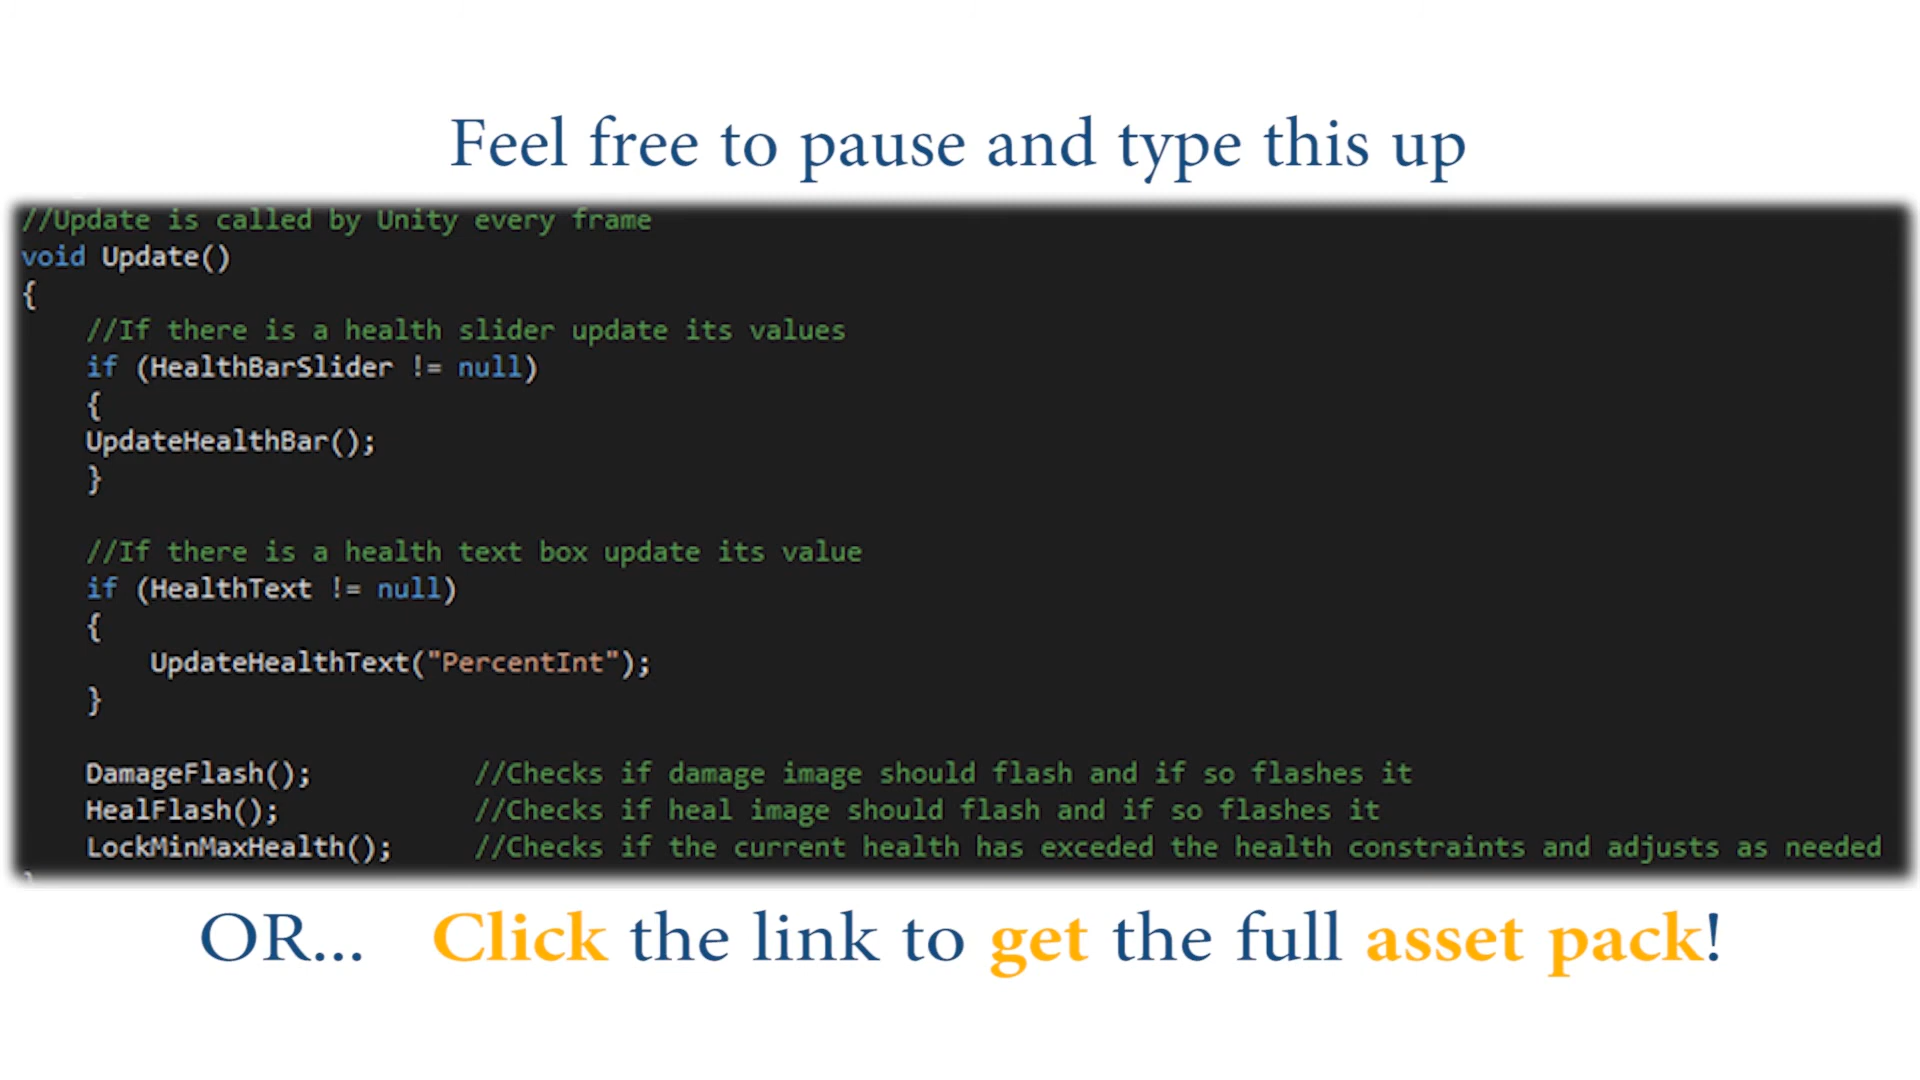 Feel free to pause and type this up
//Update is called by Unity every frame
void Update()
{
//If there is a health slider update its values
if (HealthBarSlider != null)
{
UpdateHealthBar();
}
//If there is a health text box update its value
if (HealthText != null)
{
UpdateHealthText("PercentInt");
}
DamageFlash(); //Checks if damage image should flash and if so flashes it
HealFlash(); //Checks if heal image should flash and if so flashes it
LockMinMaxHealth(); //Checks if the current health has exceded the health constraints and adjusts as needed
OR... Click the link to get the full asset pack!